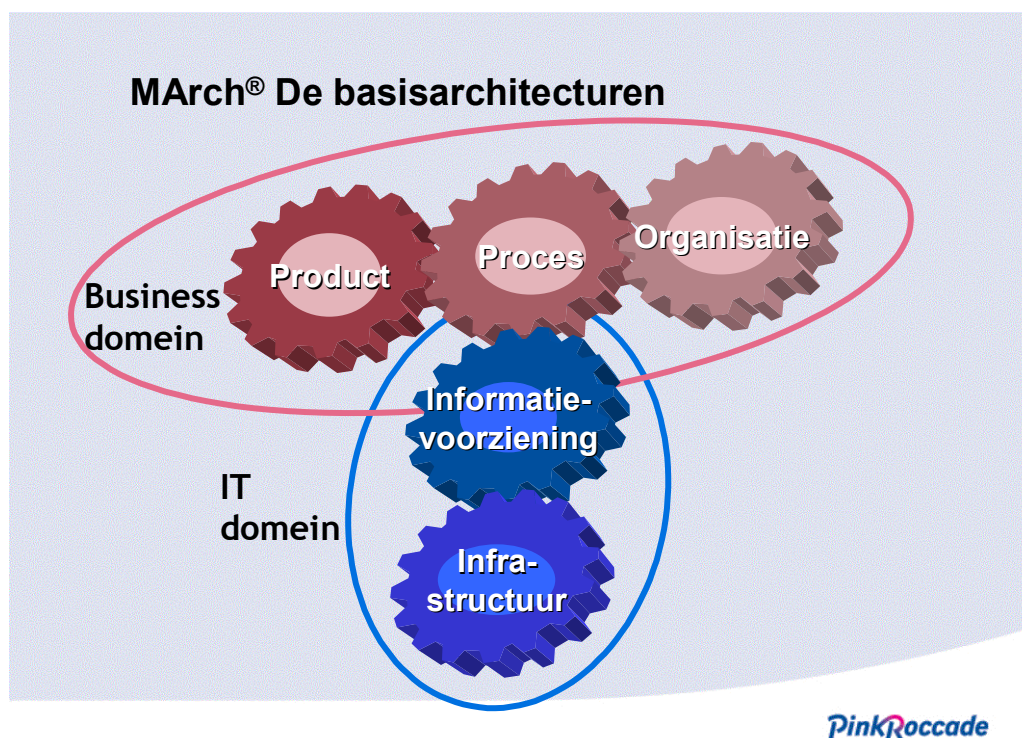 MArch® De basisarchitecturen
Product
Proces
Organisatie
Business
domein
Informatie-
voorziening
IT
domein
Infra-
structuur
PinkRoccade